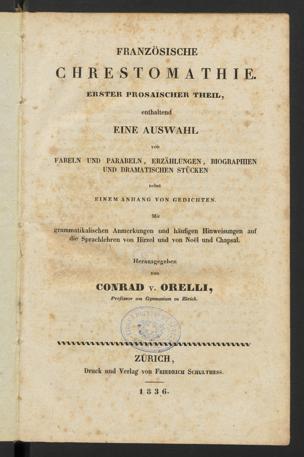 FRANZÖSISCHE
CHRESTOMATHIE.
ERSTER PROSAISCHER THEIL,
enthaltend
EINE AUSWAHL
von
FABELN UND PARABELN, ERZÄHLUNGEN, BIOGRAPHIEN
UND DRAMATISCHEN STÜCKEN
nebst
EINEM ANHANG VON GEDICHTEN.
Mit
grammatikalischen Anmerkungen und häufigen Hinweisungen auf
die Sprachlehren von Hirzel und von Noël und Chapsal.
Herausgegeben
von
CONRAD v. ORELLI,
Professor am Gymnasium zu Zürich.
ZÜRICH,
Druck und Verlag von FRIEDRICH SCHULTHESS.
1836.